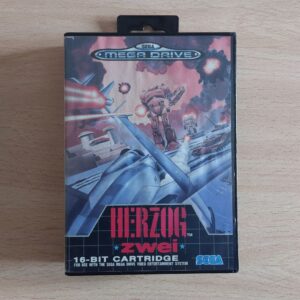 SEGA
MEGA DRIVE
HERZOG
zwei
TM
16-BIT CARTRIDGE
FOR USE WITH THE SEGA MEGA DRIVE VIDEO ENTERTAINMENT SYSTEM
SEGA